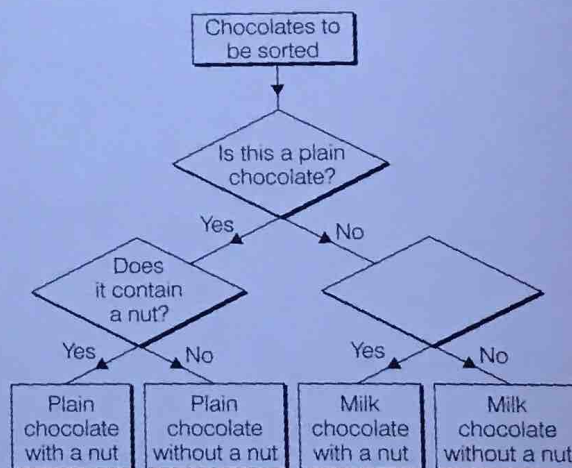 Chocolates to
be sorted
Is this a plain
chocolate?
Yes
No
Does
it contain
a nut?
Yes
No
Yes
No
Plain
chocolate
with a nut
Plain
chocolate
without a nut
Milk
chocolate
with a nut
Milk
chocolate
without a nut